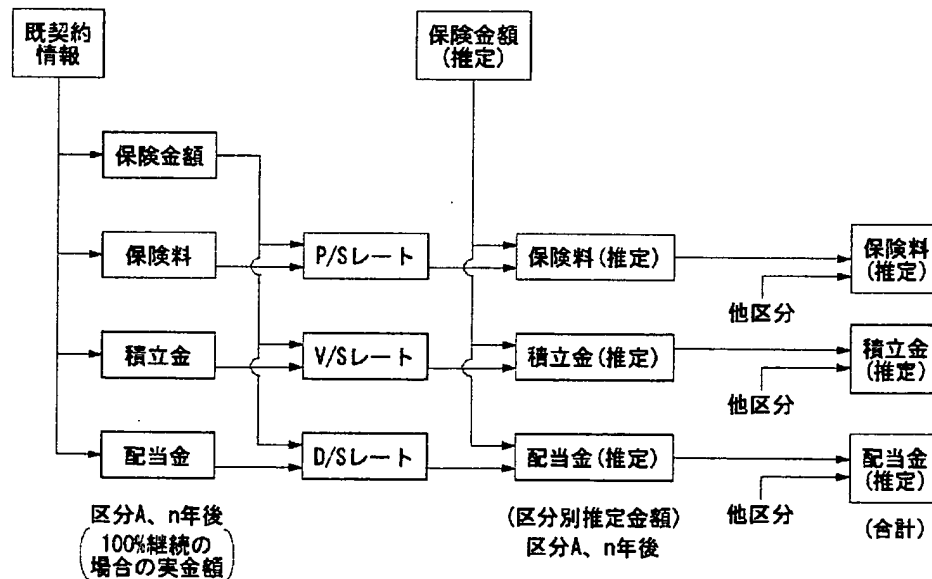 既契約
情報
保険金額
(推定)
保険金額
保険料
P/Sレート
保険料(推定)
保険料
(推定)
他区分
積立金
V/Sレート
積立金(推定)
積立金
(推定)
他区分
配当金
D/Sレート
配当金(推定)
配当金
(推定)
他区分
区分A、n年後
(100%継続の
場合の実金額)
(区分別推定金額)
区分A、n年後
(合計)